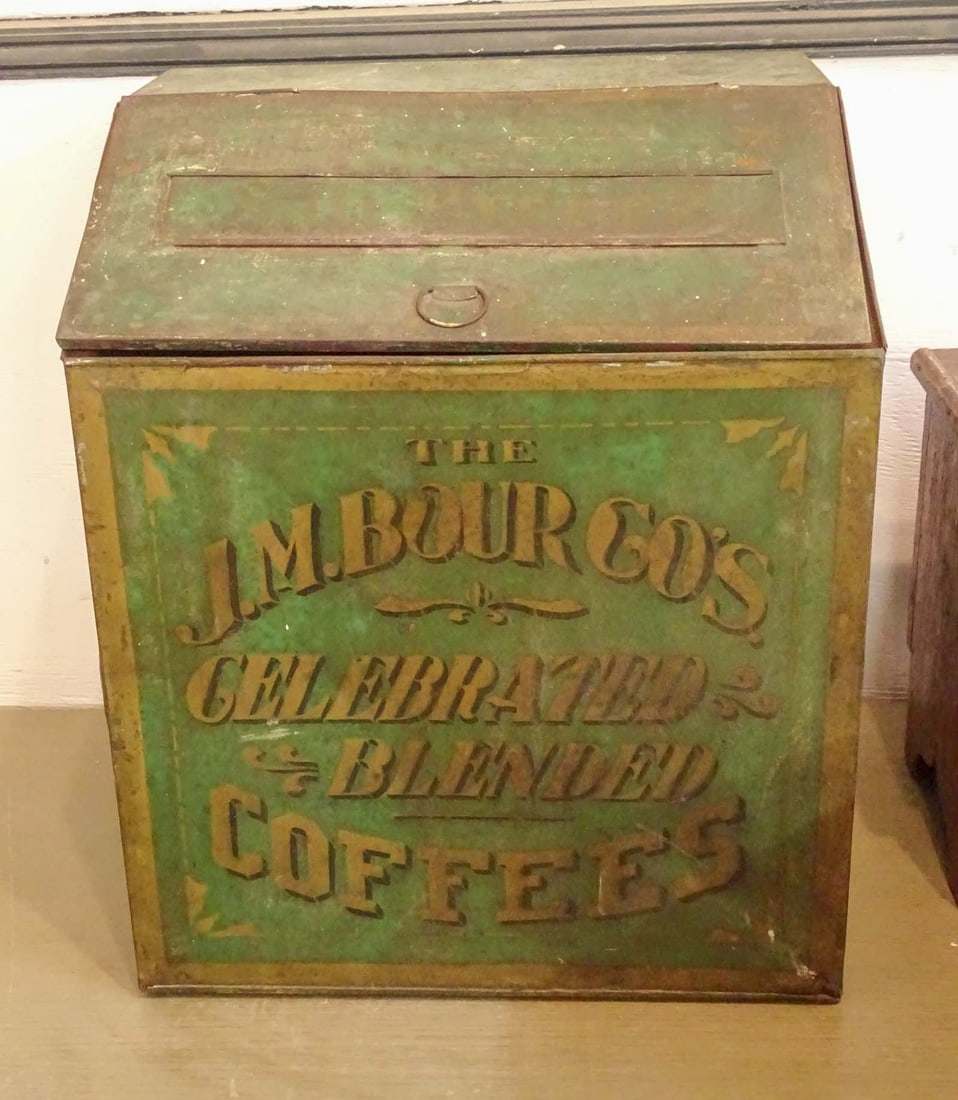 THE
J.M. BOUR CO'S
CELEBRATED
BLENDED
COFFEES